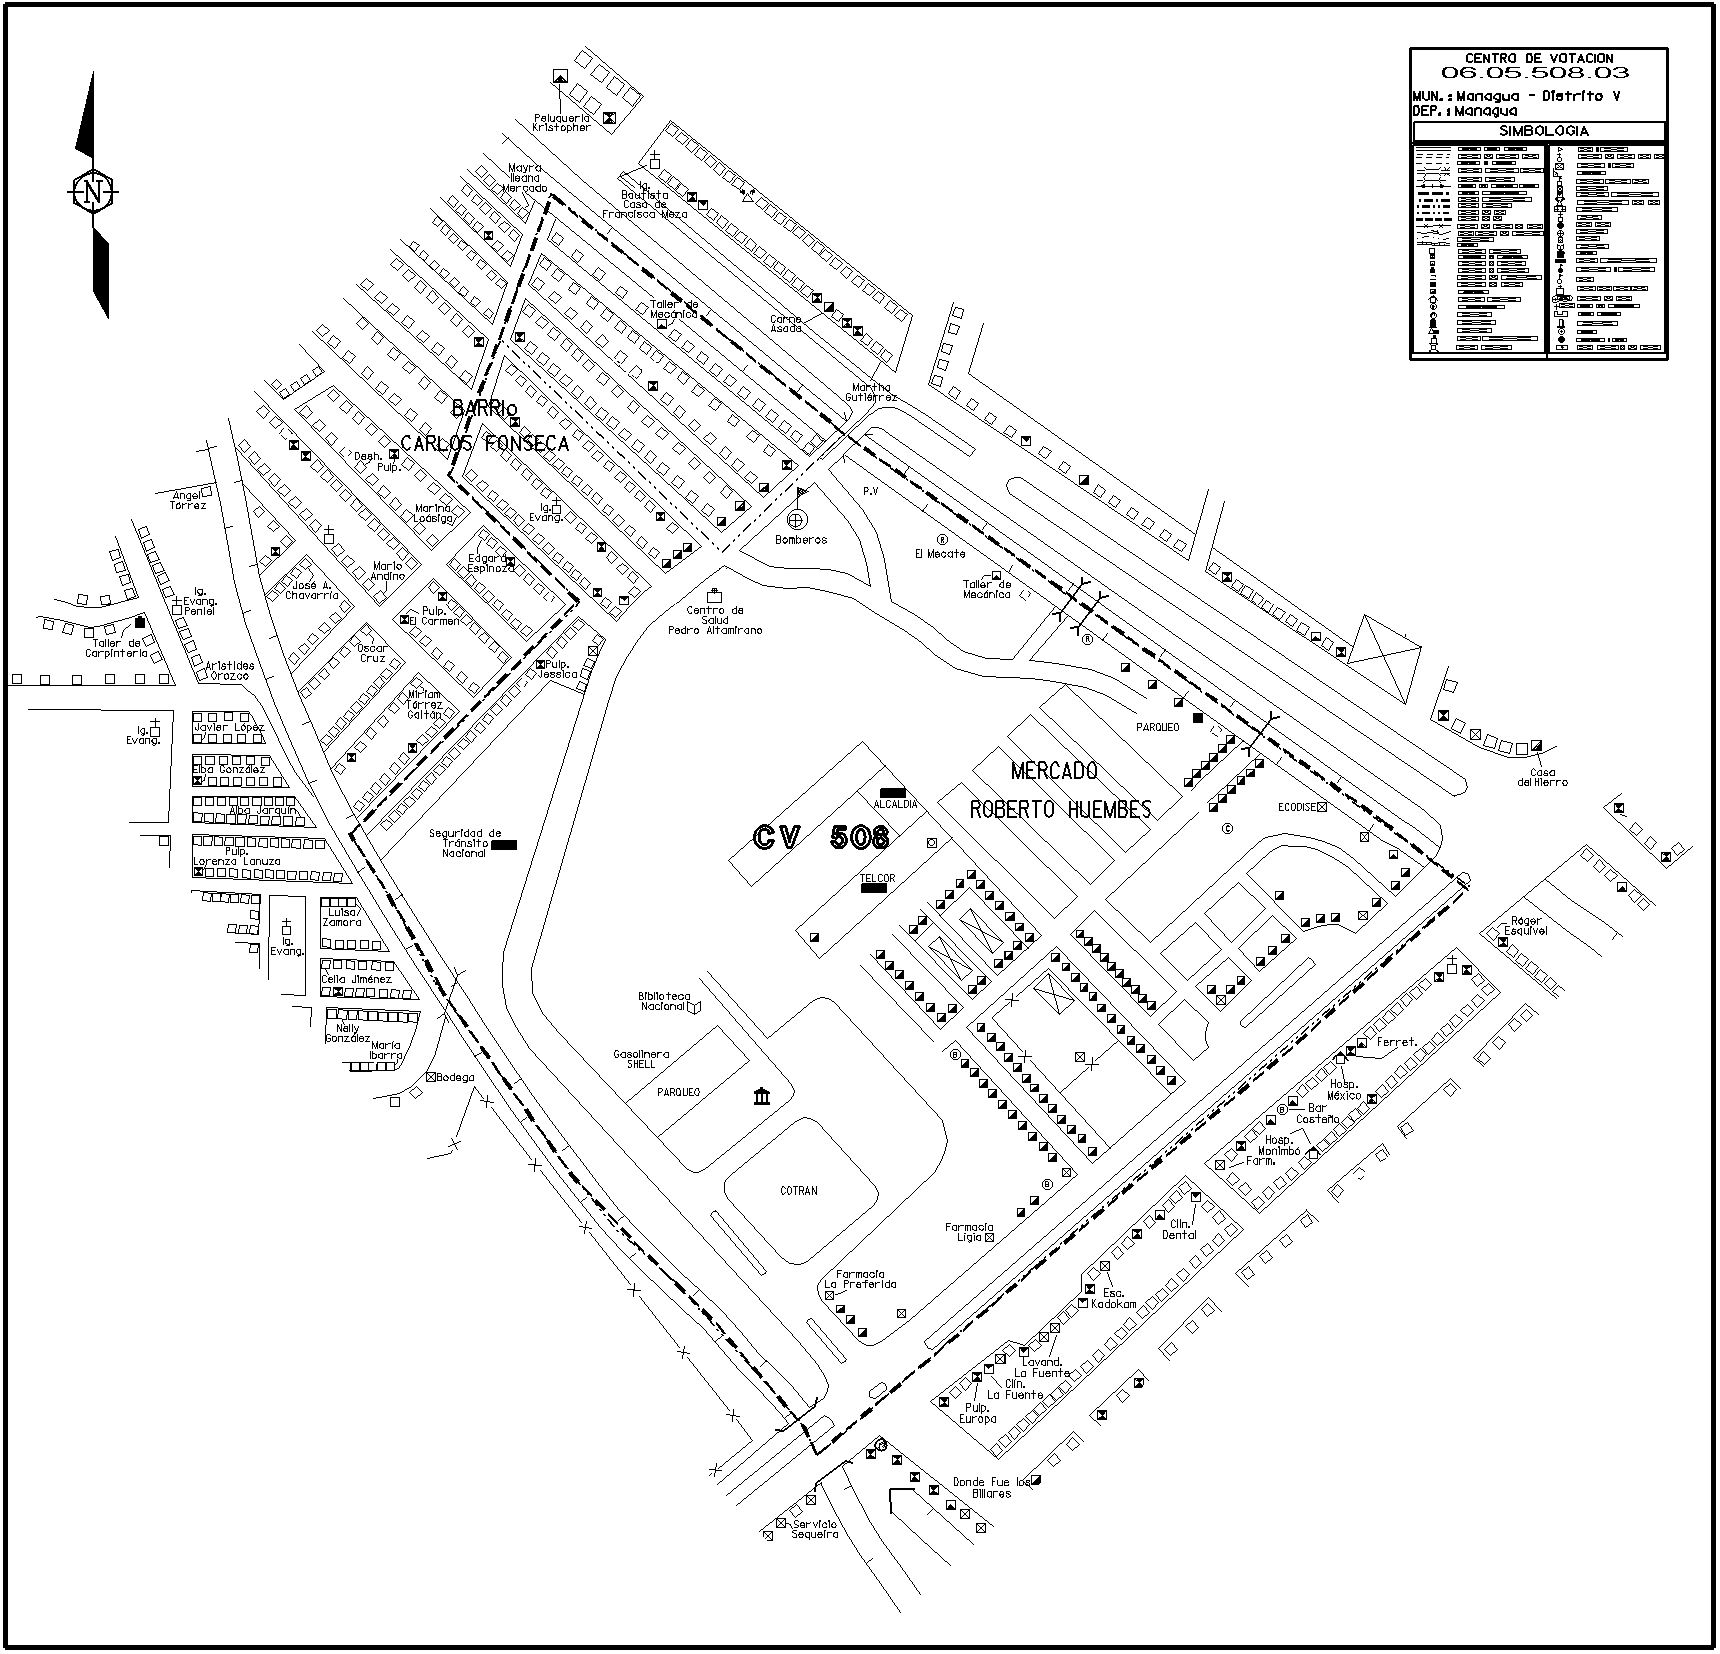 CENTRO DE VOTACION
06.05.508.03
MUN.: Managua - Distrito V
DEP.: Managua
SIMBOLOGIA
N
Peluquería
Kristopher
Mayra
Ileana
Mercado
Ig.
Bautista
Casa de
Francisca Meza
Taller de
Mecánica
Carne
Asada
Martha
Gutiérrez
BARRIO
CARLOS FONSECA
Desh.
Pulp.
Angel
Torrez
Marina
Loásiga
Ig.
Evang.
P.V
Bomberos
R
El Mecate
Edgard
Espinoza
Mario
Andino
José A.
Chavarría
Taller de
Mecánica
Ig.
Evang.
Peniel
Pulp.
El Carmen
Centro de
Salud
Pedro Altamirano
Taller de
Carpintería
Oscar
Cruz
R
Arístides
Orozco
Pulp.
Jessica
Miriam
Tórrez
Gaitán
Javier López
Ig.
Evang.
PARQUEO
Elba González
MERCADO
ROBERTO HUEMBES
Casa
del Hierro
ALCALDIA
ECODISE
Alba Jarquín
Seguridad de
Tránsito
Nacional
CV 508
C
Pulp.
Lorenza Lanuza
TELCOR
Luisa
Zamora
Róger
Esquivel
Ig.
Evang.
Celia Jiménez
Biblioteca
Nacional
Nelly
González
María
Ibarra
Gasolinera
SHELL
B
Ferret.
Bodega
PARQUEO
Hosp.
México
B
Bar
Costeño
Hosp.
Monimbó
Farm.
COTRAN
B
Clín.
Dental
Farmacia
Ligia
Farmacia
La Preferida
Esc.
Kadokam
Lavand.
La Fuente
Clín.
La Fuente
Pulp.
Europa
Donde Fue los
Billares
Servicio
Sequeira